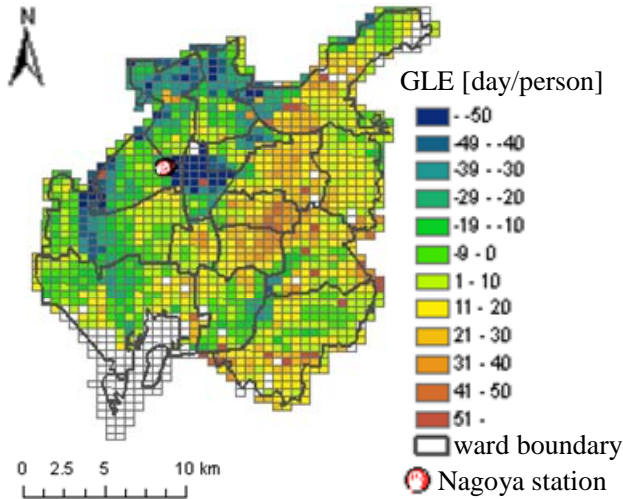 N
GLE [day/person]
- -50
-49 - -40
-39 - -30
-29 - -20
-19 - -10
-9 - 0
1 - 10
11 - 20
21 - 30
31 - 40
41 - 50
51 -
ward boundary
Nagoya station
0 2.5 5 10 km